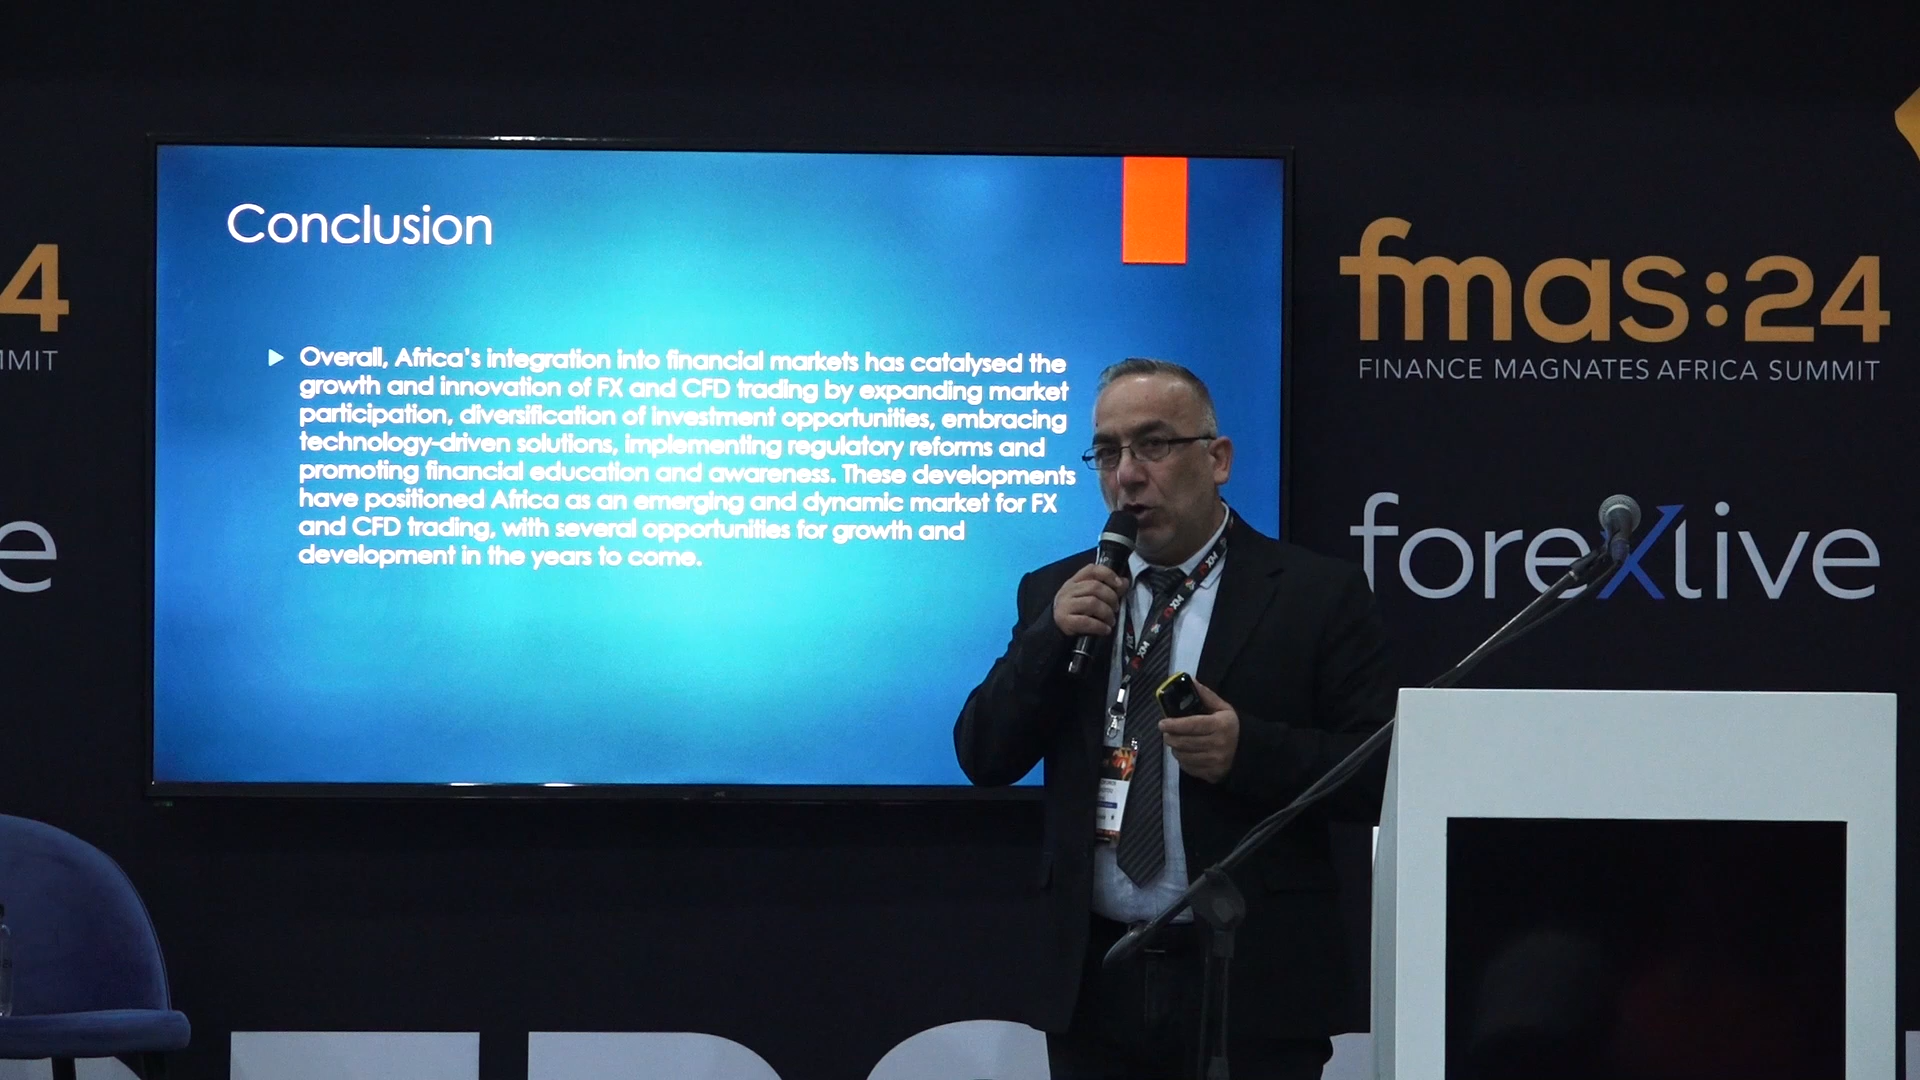 Conclusion
Overall, Africa's integration into financial markets has catalysed the
growth and innovation of FX and CFD trading by expanding market
participation, diversification of investment opportunities, embracing
technology-driven solutions, implementing regulatory reforms and
promoting financial education and awareness. These developments
have positioned Africa as an emerging and dynamic market for FX
and CFD trading, with several opportunities for growth and
development in the years to come.
fmas:24
FINANCE MAGNATES AFRICA SUMMIT
forexlive
4
MMIT
e
XM